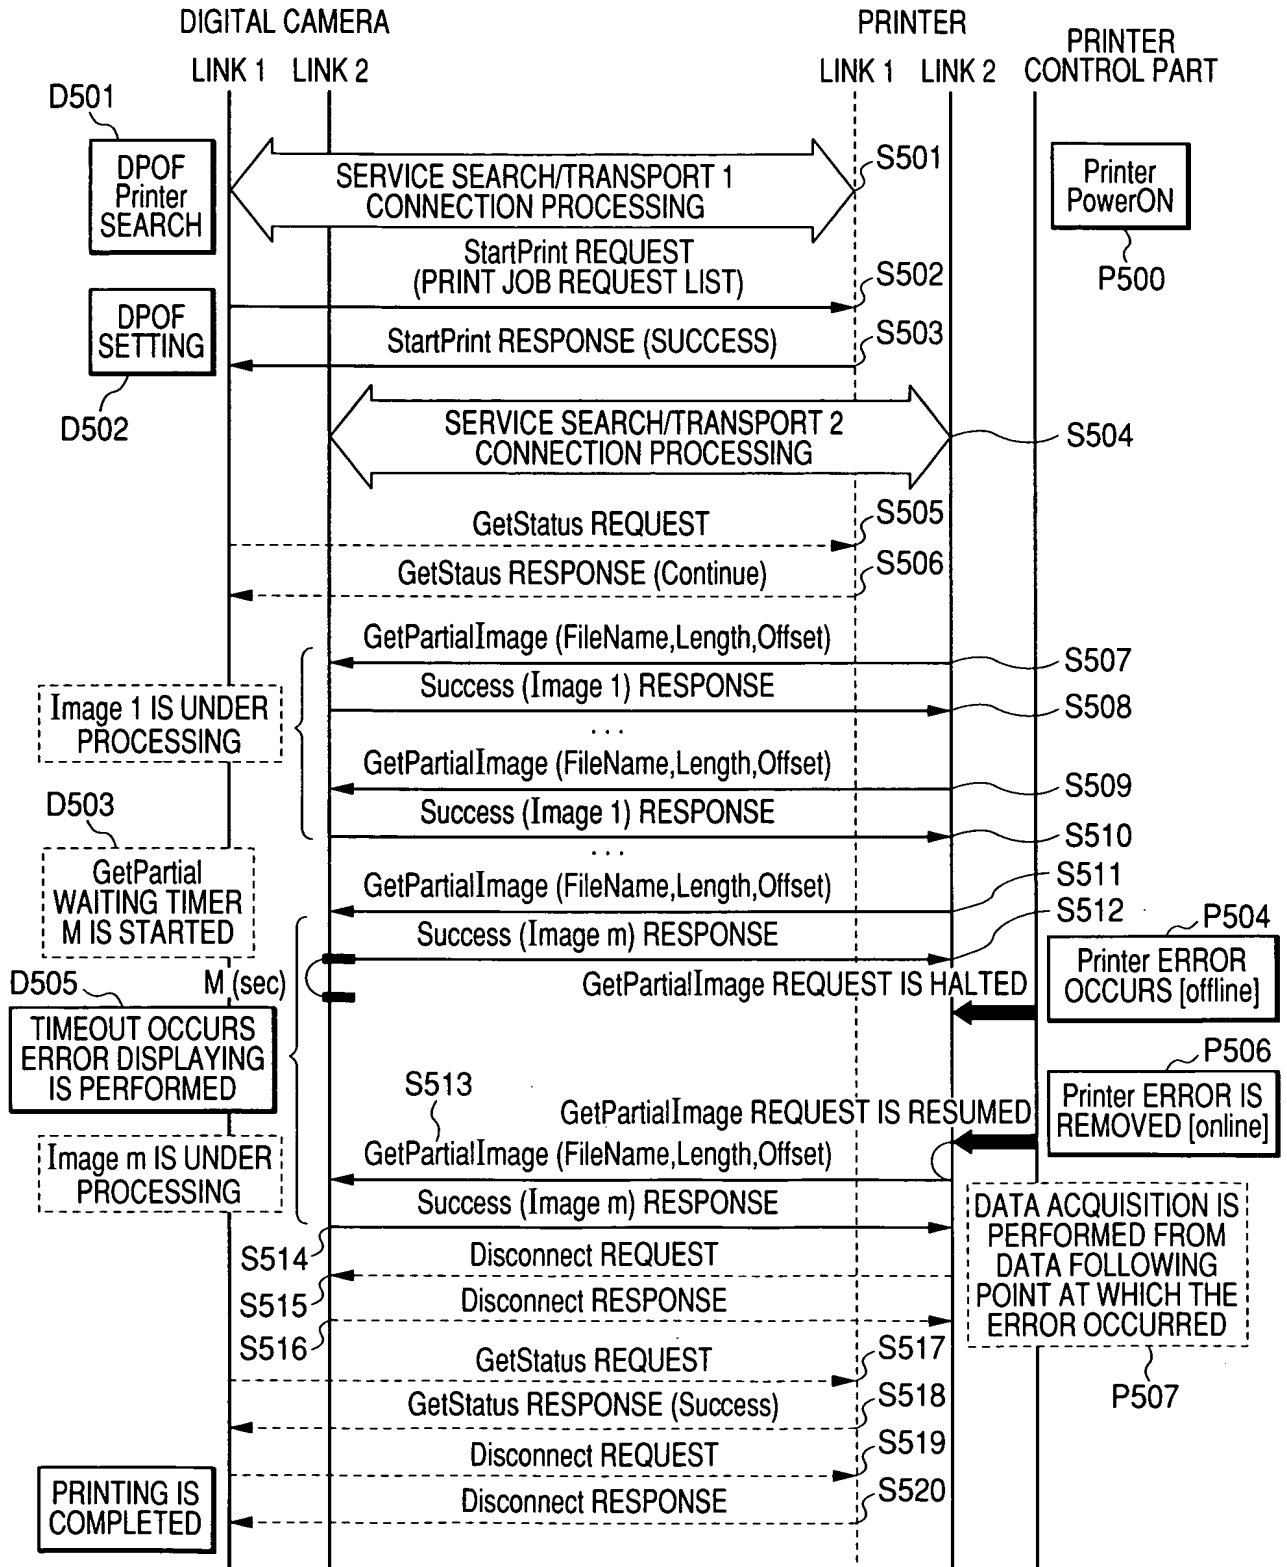 DIGITAL CAMERA
PRINTER
PRINTER
CONTROL PART
LINK 1
LINK 2
LINK 1
LINK 2
D501
DPOF
Printer
SEARCH
SERVICE SEARCH/TRANSPORT 1
CONNECTION PROCESSING
S501
Printer
PowerON
P500
StartPrint REQUEST
(PRINT JOB REQUEST LIST)
S502
DPOF
SETTING
D502
StartPrint RESPONSE (SUCCESS)
S503
SERVICE SEARCH/TRANSPORT 2
CONNECTION PROCESSING
S504
GetStatus REQUEST
S505
GetStaus RESPONSE (Continue)
S506
GetPartialImage (FileName,Length,Offset)
S507
Image 1 IS UNDER
PROCESSING
Success (Image 1) RESPONSE
S508
...
GetPartialImage (FileName,Length,Offset)
S509
Success (Image 1) RESPONSE
S510
...
D503
GetPartial
WAITING TIMER
M IS STARTED
GetPartialImage (FileName,Length,Offset)
S511
Success (Image m) RESPONSE
S512
P504
Printer ERROR
OCCURS [offline]
M (sec)
GetPartialImage REQUEST IS HALTED
D505
TIMEOUT OCCURS
ERROR DISPLAYING
IS PERFORMED
P506
Printer ERROR IS
REMOVED [online]
S513
GetPartialImage REQUEST IS RESUMED
GetPartialImage (FileName,Length,Offset)
Image m IS UNDER
PROCESSING
Success (Image m) RESPONSE
S514
DATA ACQUISITION IS
PERFORMED FROM
DATA FOLLOWING
POINT AT WHICH THE
ERROR OCCURRED
P507
Disconnect REQUEST
S515
Disconnect RESPONSE
S516
GetStatus REQUEST
S517
GetStatus RESPONSE (Success)
S518
Disconnect REQUEST
S519
PRINTING IS
COMPLETED
Disconnect RESPONSE
S520